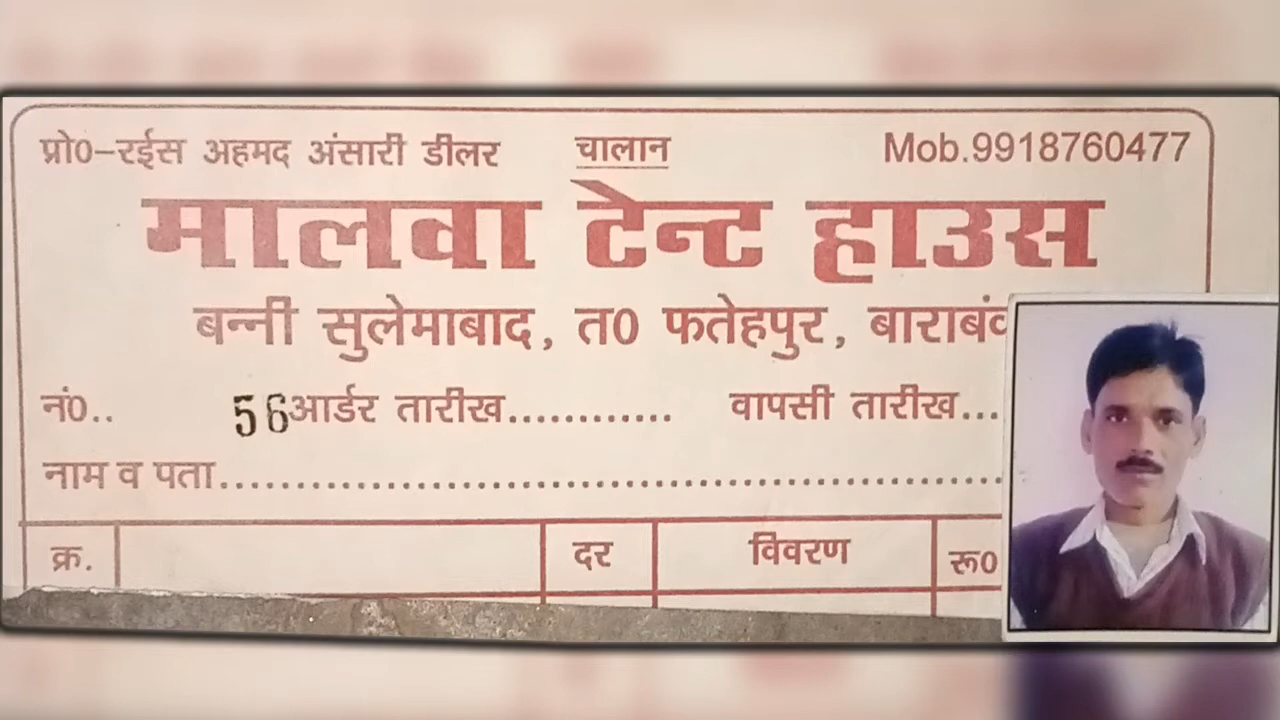 प्रो0–रईस अहमद अंसारी डीलर चालान Mob.9918760477
मालवा टेन्ट हाउस
बन्नी सुलेमाबाद, त0 फतेहपुर,
नं0.. 56 आर्डर तारीख............ वापसी तारीख...
नाम व पता..................................................
क्र. दर विवरण रू0